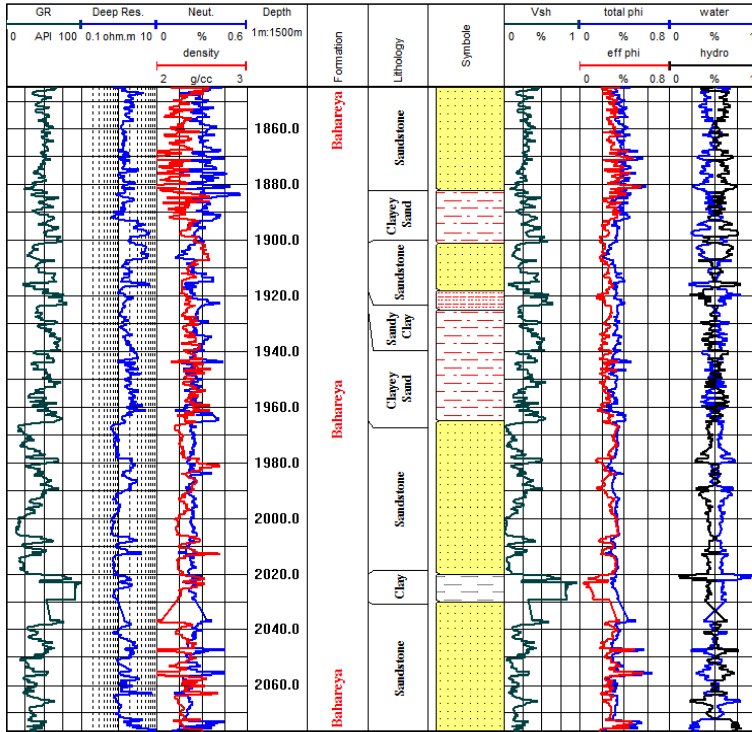 GR Deep Res. Neut. Depth Vsh total phi water
API 100 0.1 ohm.m 10 0 % 0.6 1m:1500m Formation Lithology Symbole 0 % 1 0 % 0.8 0 % 1
density eff phi hydro
2 g/cc 3 0 % 0.8 0 % 1
Bahareya
1860.0
Sandstone
1880.0
Clayey
Sand
1900.0
Sandstone
1920.0
Sandy
Clay
1940.0
Clayey
Sand
1960.0
Bahareya
1980.0
Sandstone
2000.0
2020.0
Clay
2040.0
Sandstone
2060.0
Bahareya